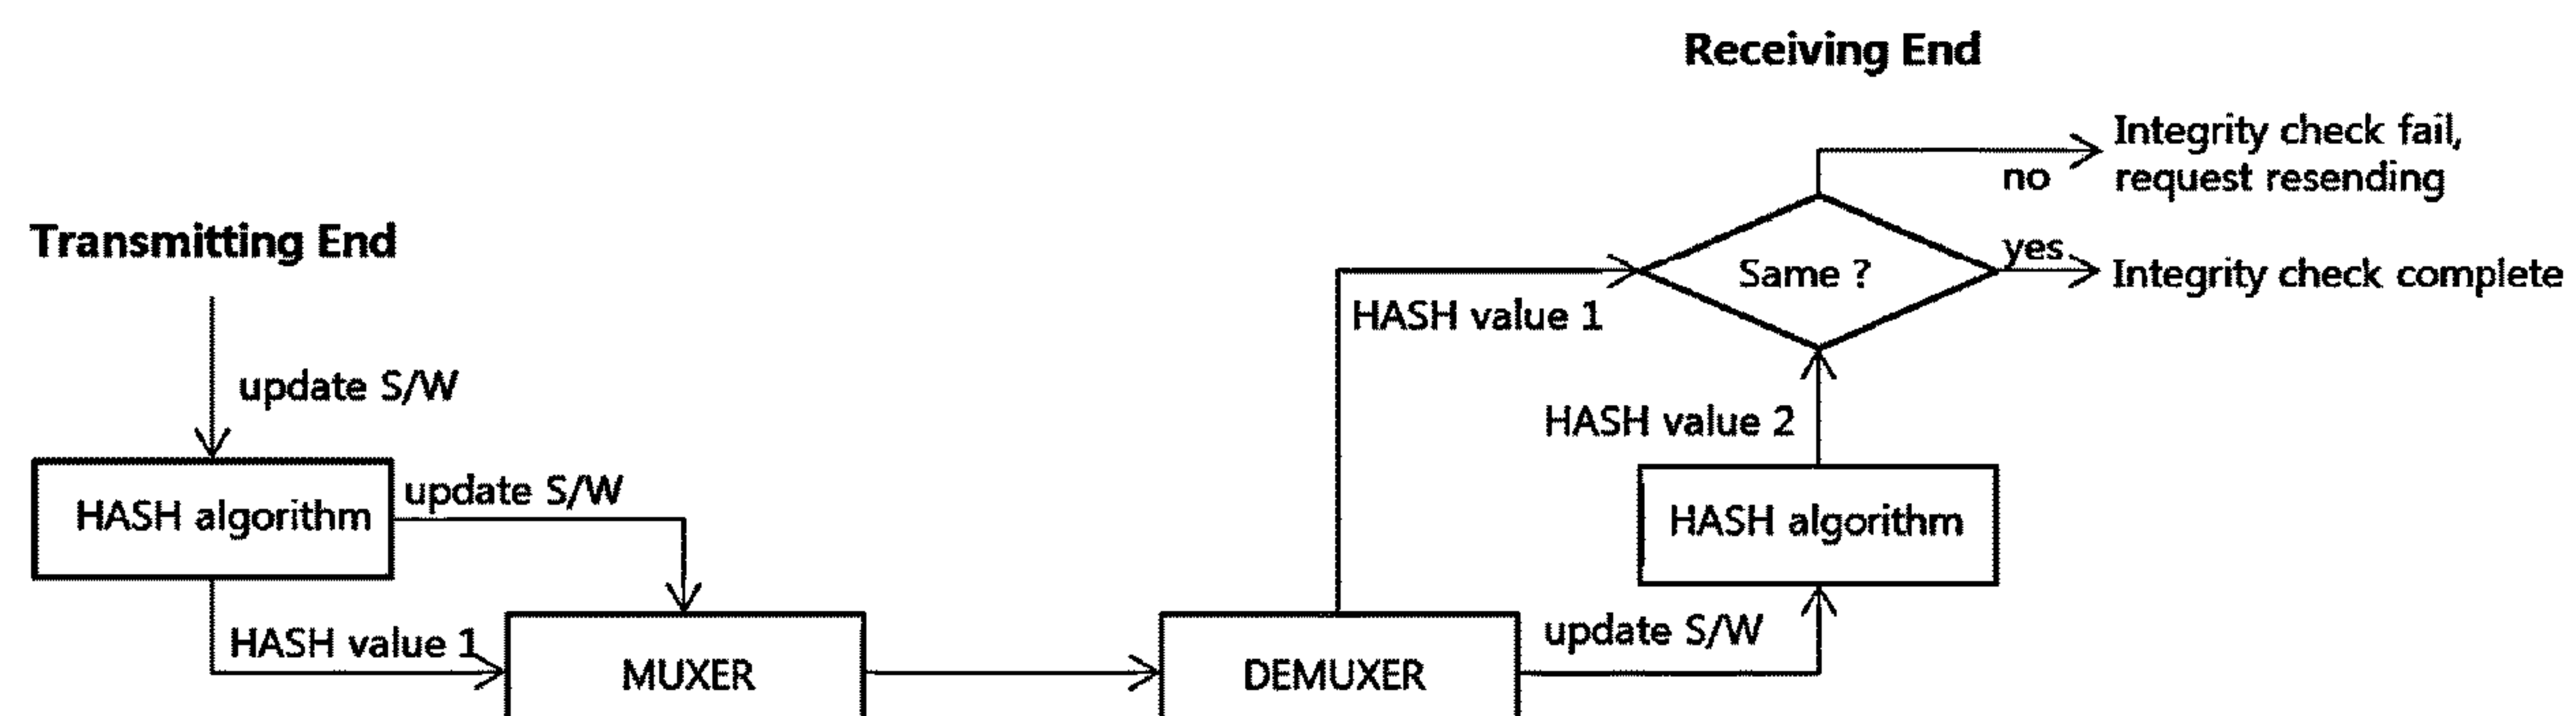 Receiving End
Integrity check fail,
no
request resending
Transmitting End
yes
Same ?
Integrity check complete
HASH value 1
update S/W
HASH value 2
update S/W
HASH algorithm
HASH algorithm
HASH value 1
update S/W
MUXER
DEMUXER